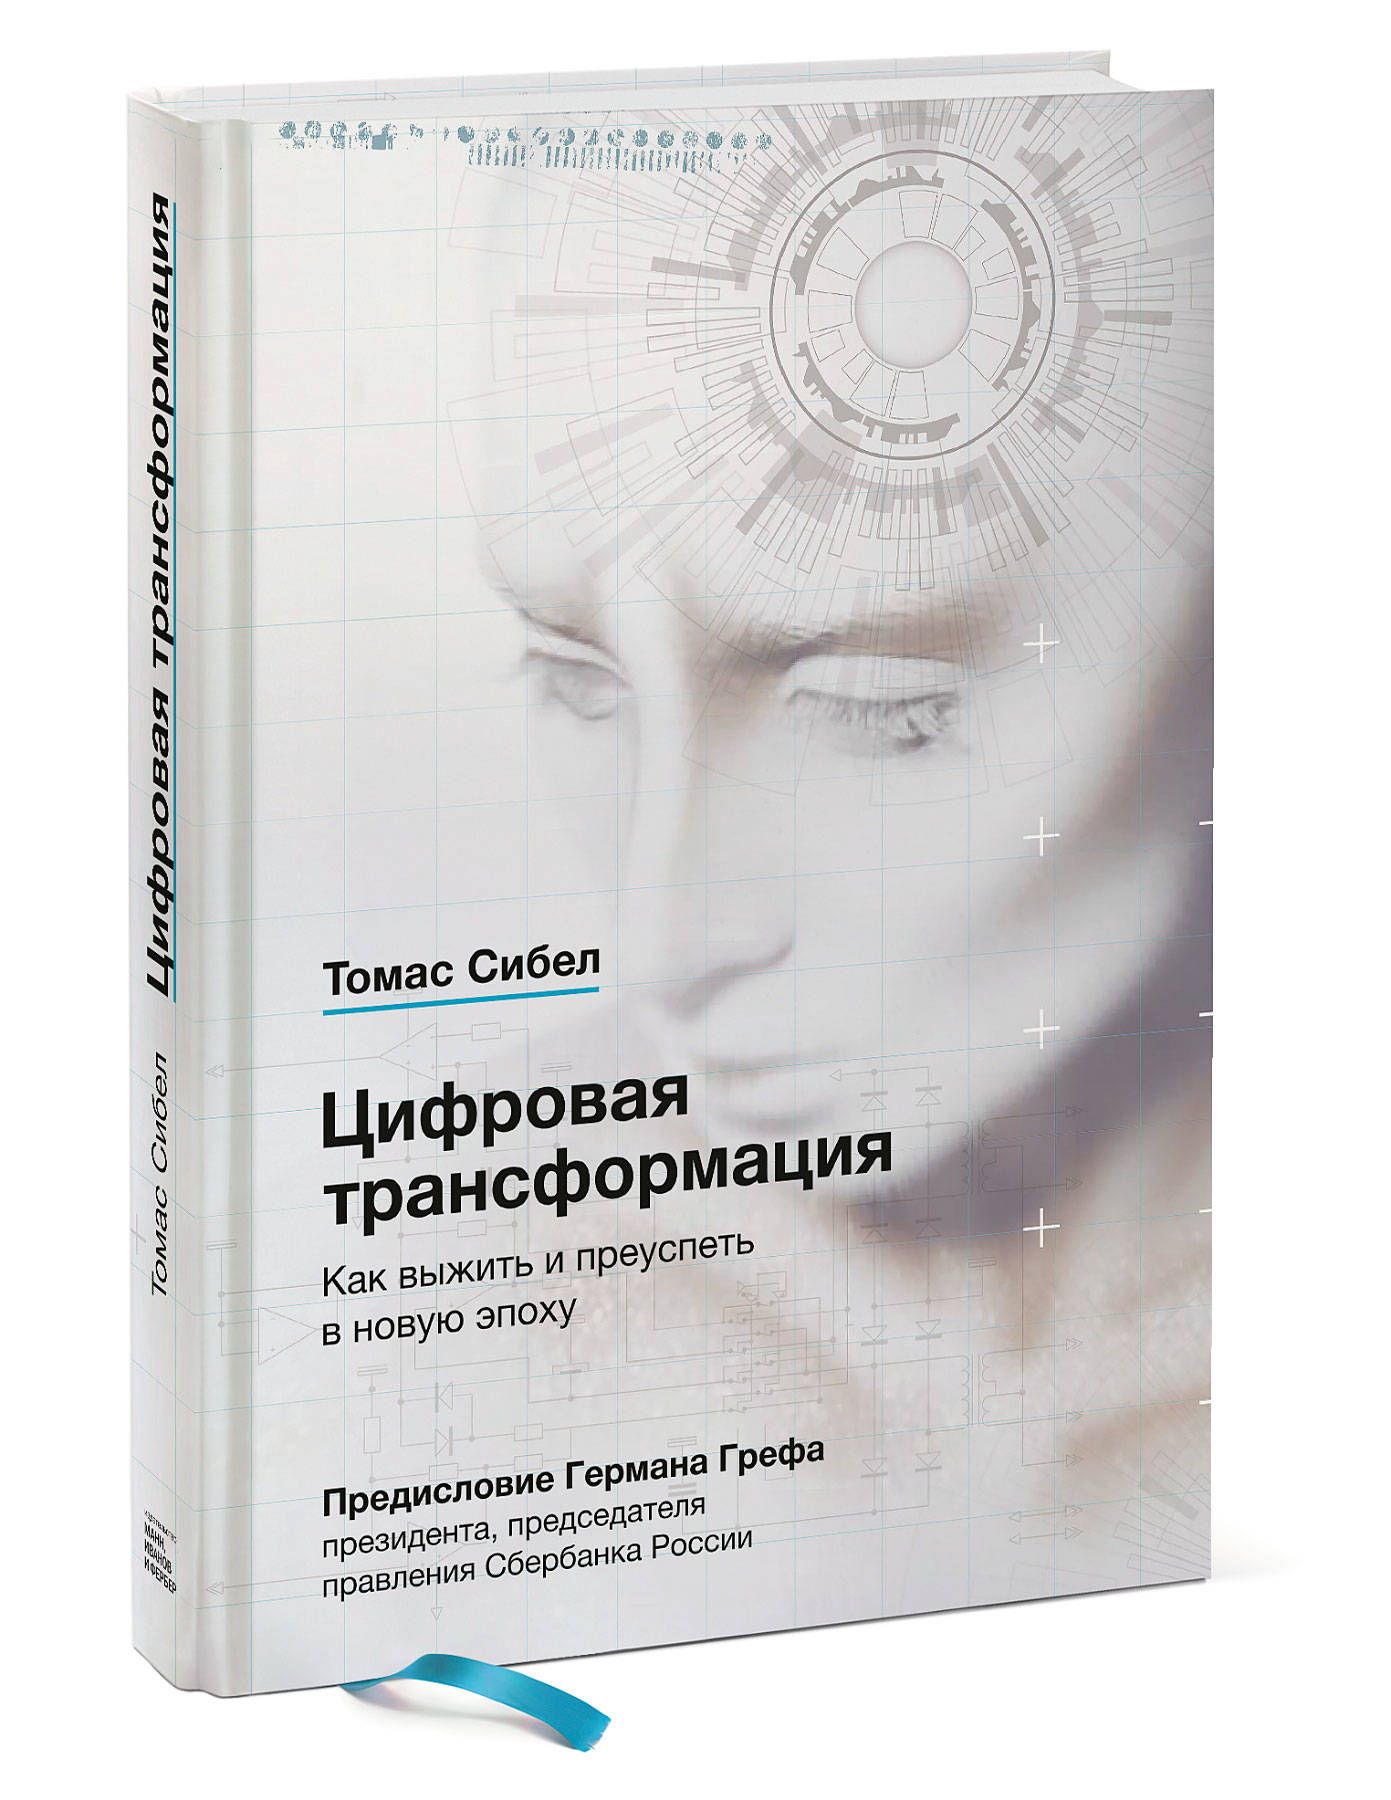 Томас Сибел
Цифровая
трансформация
Как выжить и преуспеть
в новую эпоху
Предисловие Германа Грефа
президента, председателя
правления Сбербанка России
Цифровая трансформация
Томас Сибел
ИЗДАТЕЛЬСТВО
МАНН,
ИВАНОВ
И ФЕРБЕР